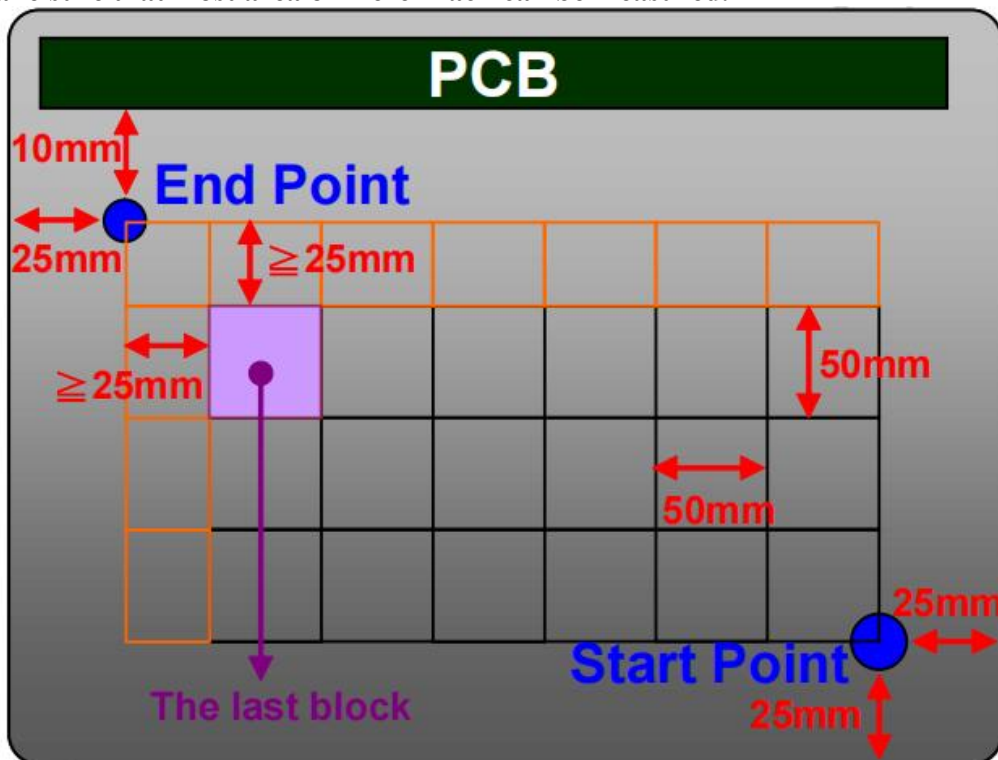 PCB
10mm
End Point
25mm
≧25mm
≧25mm
50mm
50mm
25mm
Start Point
The last block
25mm